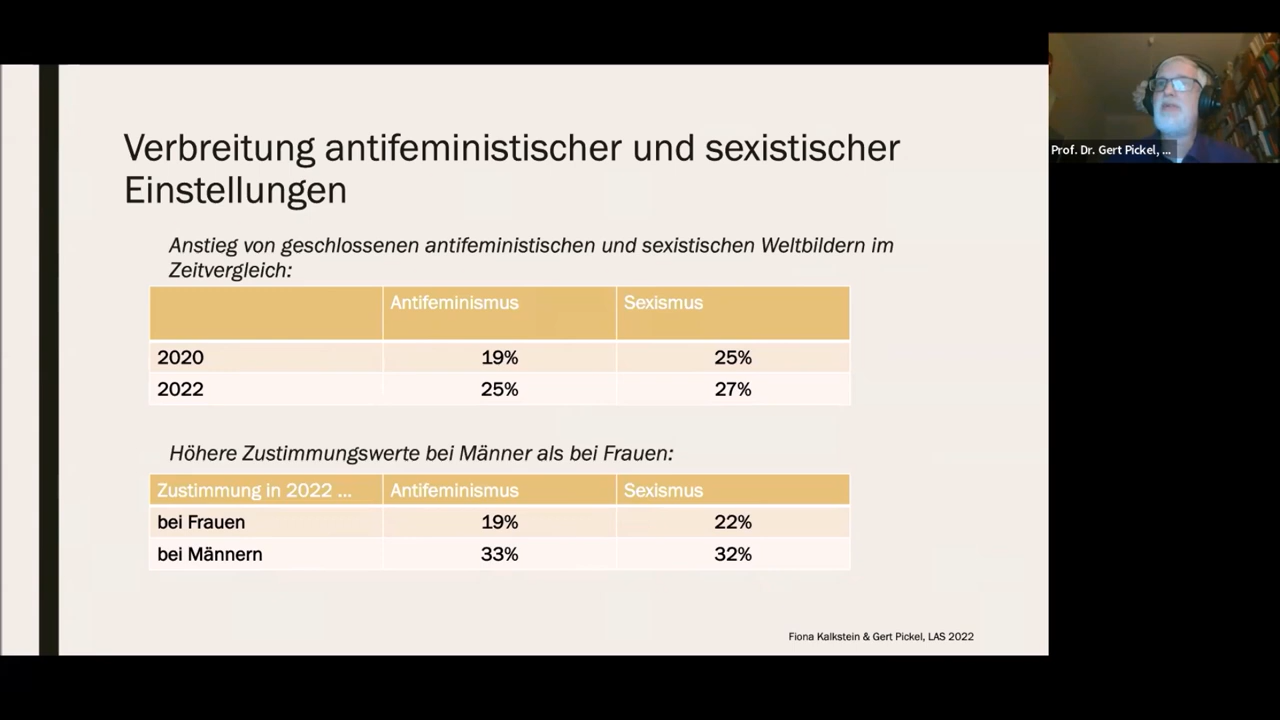 Verbreitung antifeministischer und sexistischer
Einstellungen
Anstieg von geschlossenen antifeministischen und sexistischen Weltbildern im
Zeitvergleich:
Antifeminismus Sexismus
2020 19% 25%
2022 25% 27%
Höhere Zustimmungswerte bei Männer als bei Frauen:
Zustimmung in 2022 ... Antifeminismus Sexismus
bei Frauen 19% 22%
bei Männern 33% 32%
Fiona Kalkstein & Gert Pickel, LAS 2022
Prof. Dr. Gert Pickel, ...